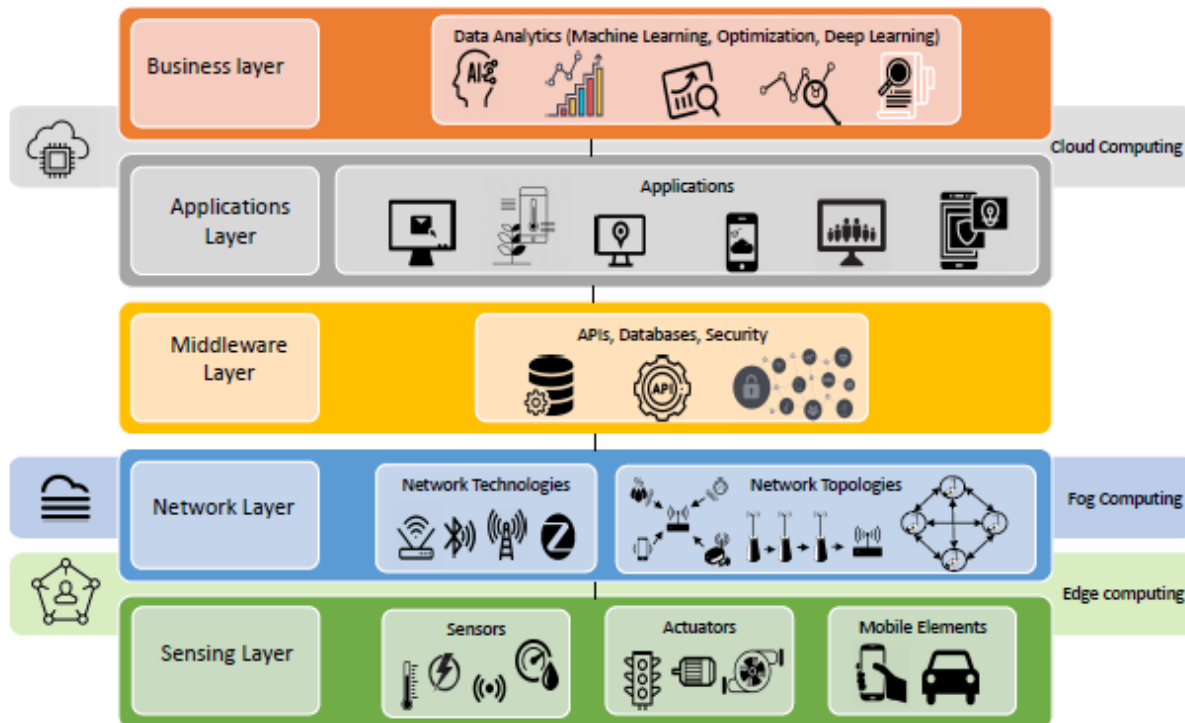 Business layer
Data Analytics (Machine Learning, Optimization, Deep Learning)
AI
Cloud Computing
Applications
Layer
Applications
Middleware
Layer
APIs, Databases, Security
API
Network Layer
Network Technologies
Z
Network Topologies
Fog Computing
Edge computing
Sensing Layer
Sensors
Actuators
Mobile Elements